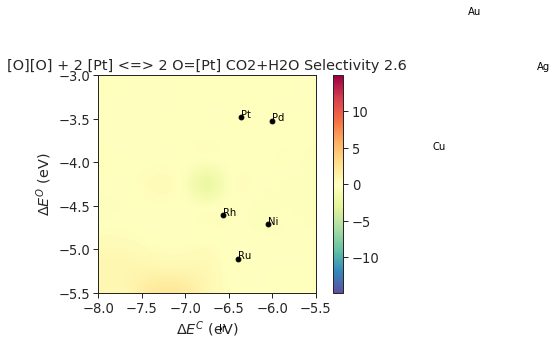 Au
[O][O] + 2 [Pt] <=> 2 O=[Pt] CO2+H2O Selectivity 2.6
Ag
−3.0
−3.5
−4.0
−4.5
−5.0
−5.5
ΔE^O (eV)
Pt
Pd
Rh
Ni
Ru
10
5
0
−5
−10
Cu
−8.0 −7.5 −7.0 −6.5 −6.0 −5.5
ΔE^C (eV)
Ir